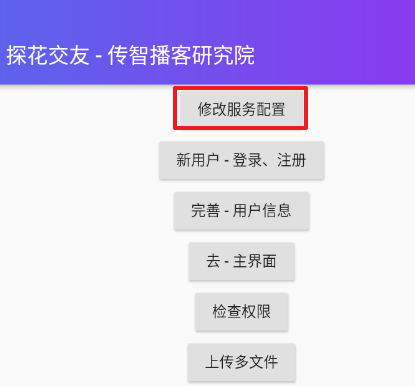 探花交友 - 传智播客研究院
修改服务配置
新用户 - 登录、注册
完善 - 用户信息
去 - 主界面
检查权限
上传多文件